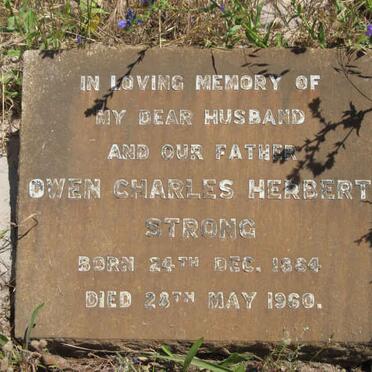 IN LOVING MEMORY OF
MY DEAR HUSBAND
AND OUR FATHER
OWEN CHARLES HERBERT
STRONG
BORN 24TH DEC. 1884
DIED 28TH MAY 1960.